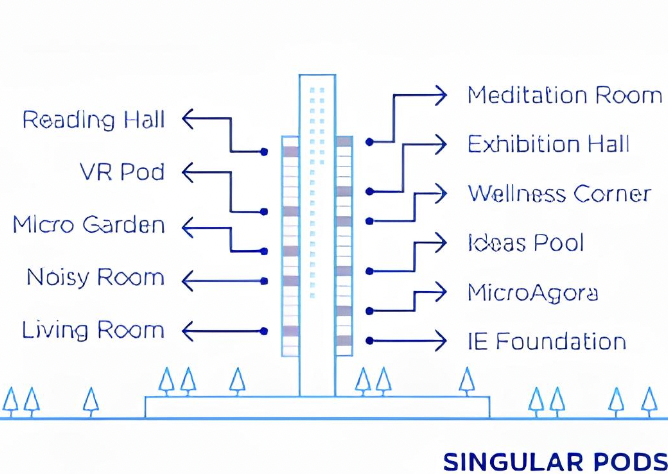 Reading Hall
VR Pod
Micro Garden
Noisy Room
Living Room
Meditation Room
Exhibition Hall
Wellness Corner
Ideas Pool
MicroAgora
IE Foundation
SINGULAR PODS